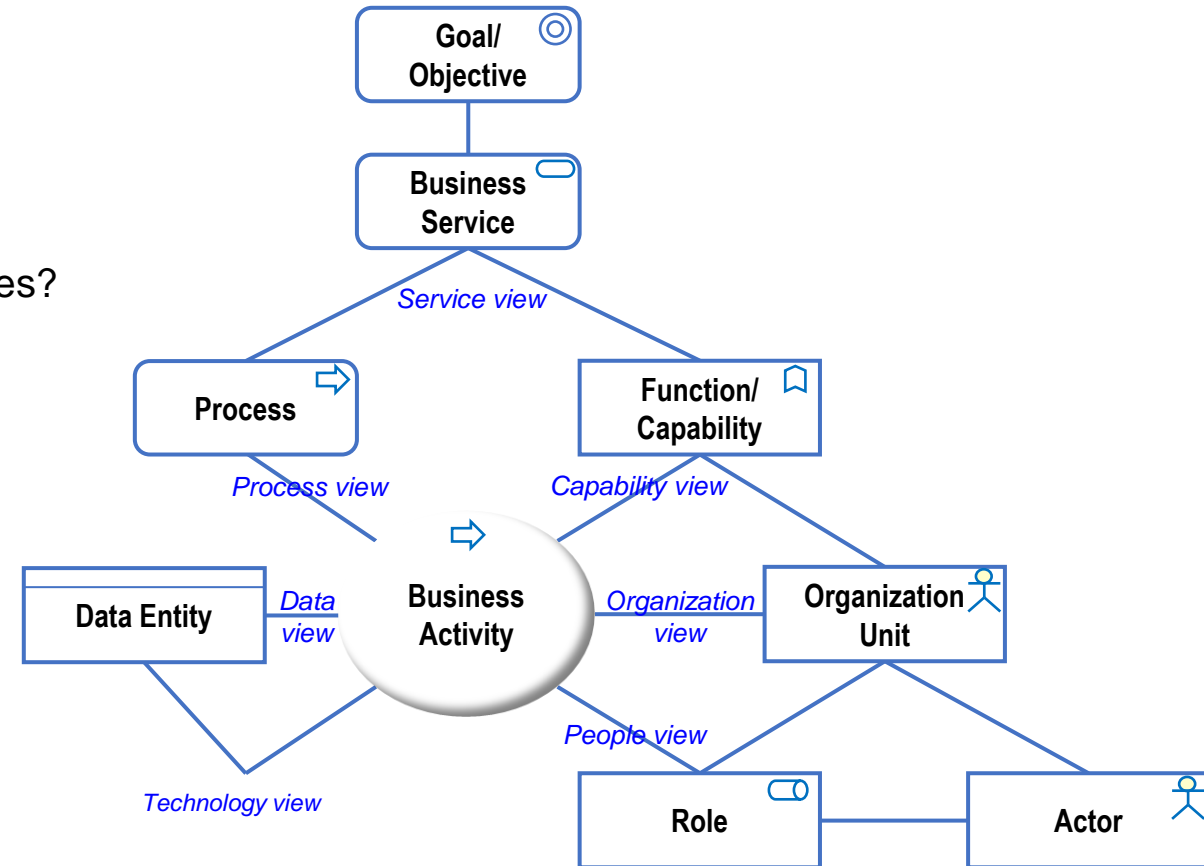 Goal/
Objective
Business
Service
es?
Service view
Process
Function/
Capability
Process view
Capability view
Data Entity
Data
view
Business
Activity
Organization
view
Organization
Unit
People view
Technology view
Role
Actor